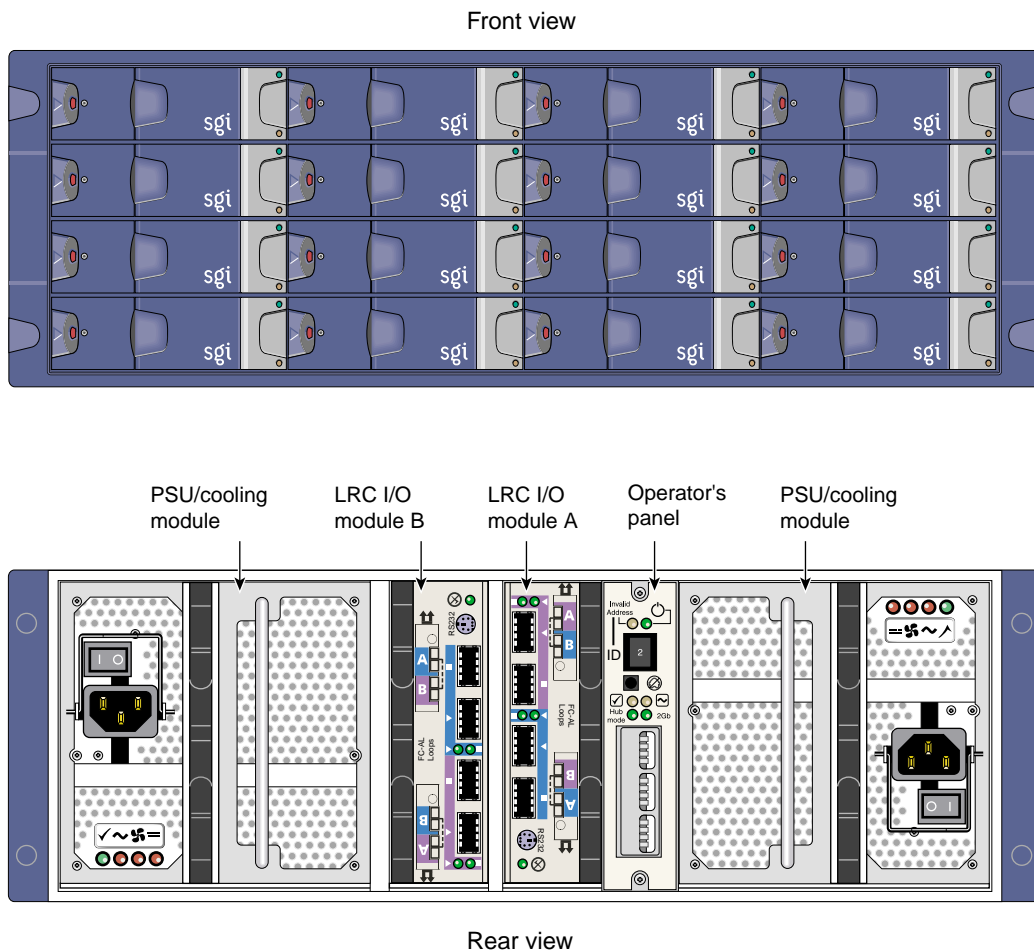 Front view
sgi sgi sgi sgi
sgi sgi sgi sgi
sgi sgi sgi sgi
sgi sgi sgi sgi
PSU/cooling
module
LRC I/O
module B
LRC I/O
module A
Operator's
panel
PSU/cooling
module
I O
RS232
A
B
FC-AL
Loops
B
A
A
B
FC-AL
Loops
B
A
RS232
Invalid
Address
ID
2
Hub
mode
2Gb
O I
Rear view